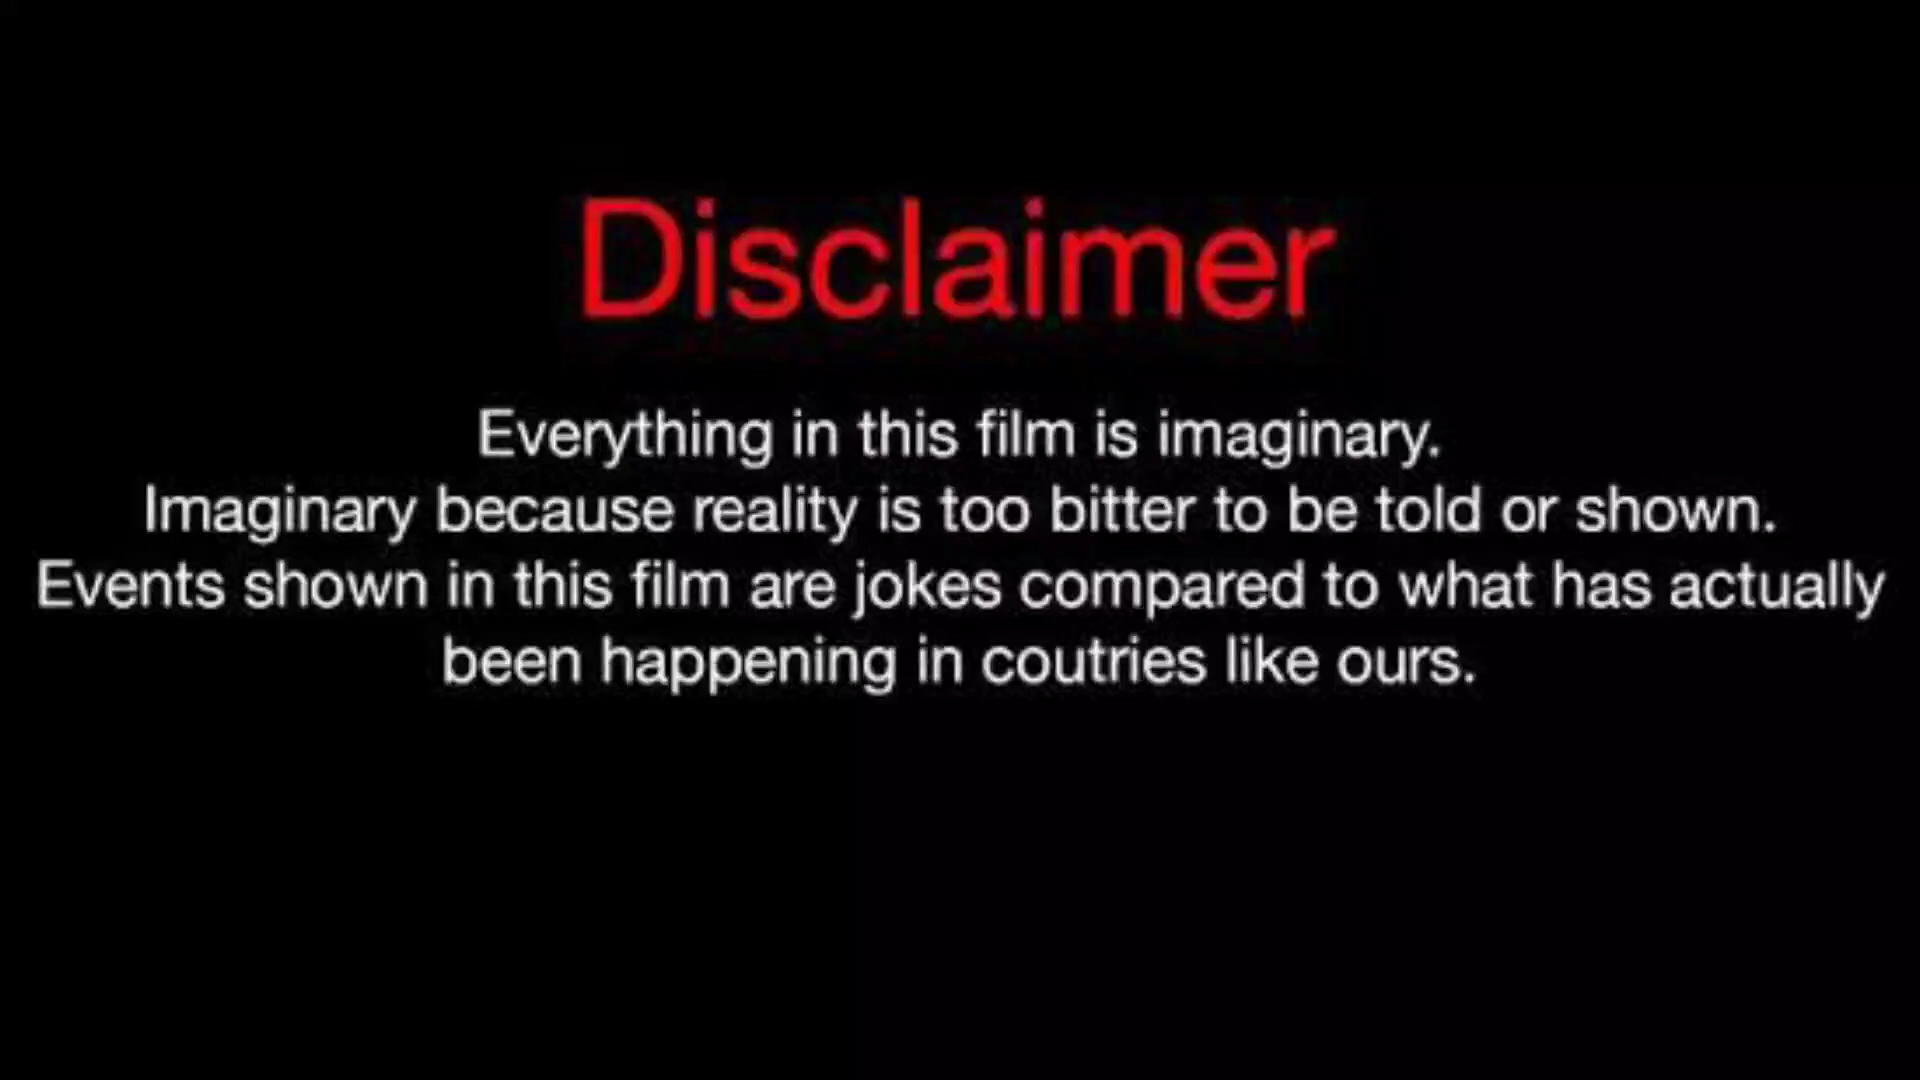 Disclaimer
Everything in this film is imaginary.
Imaginary because reality is too bitter to be told or shown.
Events shown in this film are jokes compared to what has actually
been happening in coutries like ours.